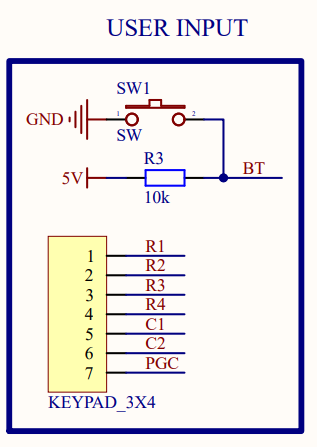 USER INPUT
SW1
GND
1
2
SW
R3
5V
BT
10k
1 R1
2 R2
3 R3
4 R4
5 C1
6 C2
7 PGC
KEYPAD_3X4